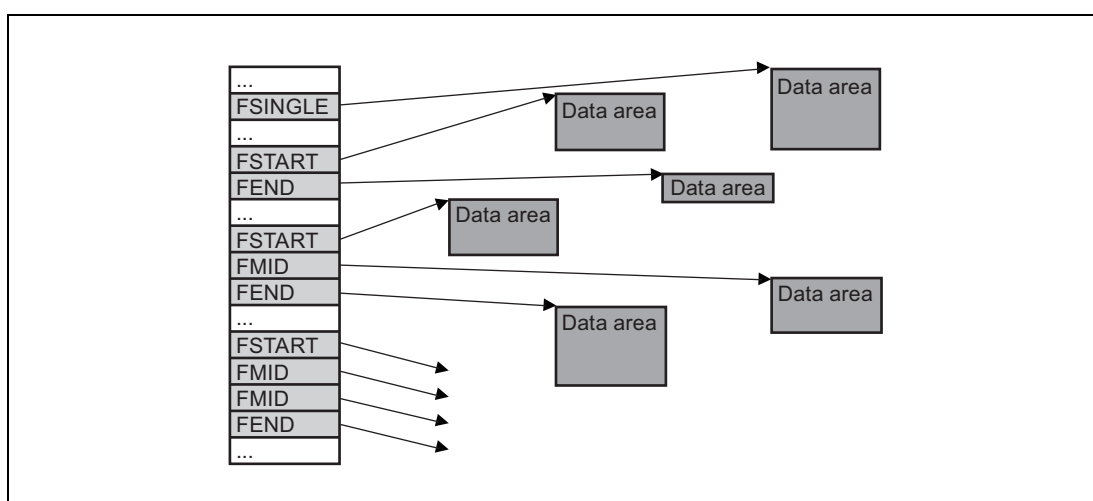 ...
FSINGLE
...
FSTART
FEND
...
FSTART
FMID
FEND
...
FSTART
FMID
FMID
FEND
...
Data area
Data area
Data area
Data area
Data area
Data area